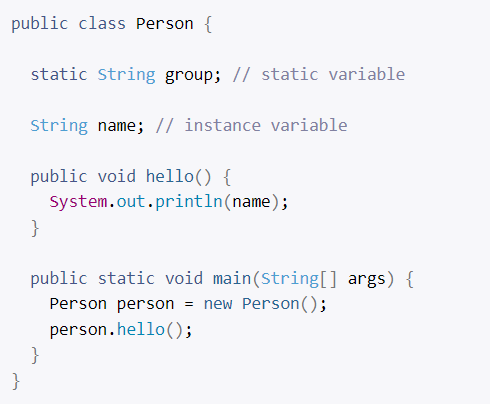 public class Person {
static String group; // static variable
String name; // instance variable
public void hello() {
System.out.println(name);
}
public static void main(String[] args) {
Person person = new Person();
person.hello();
}
}